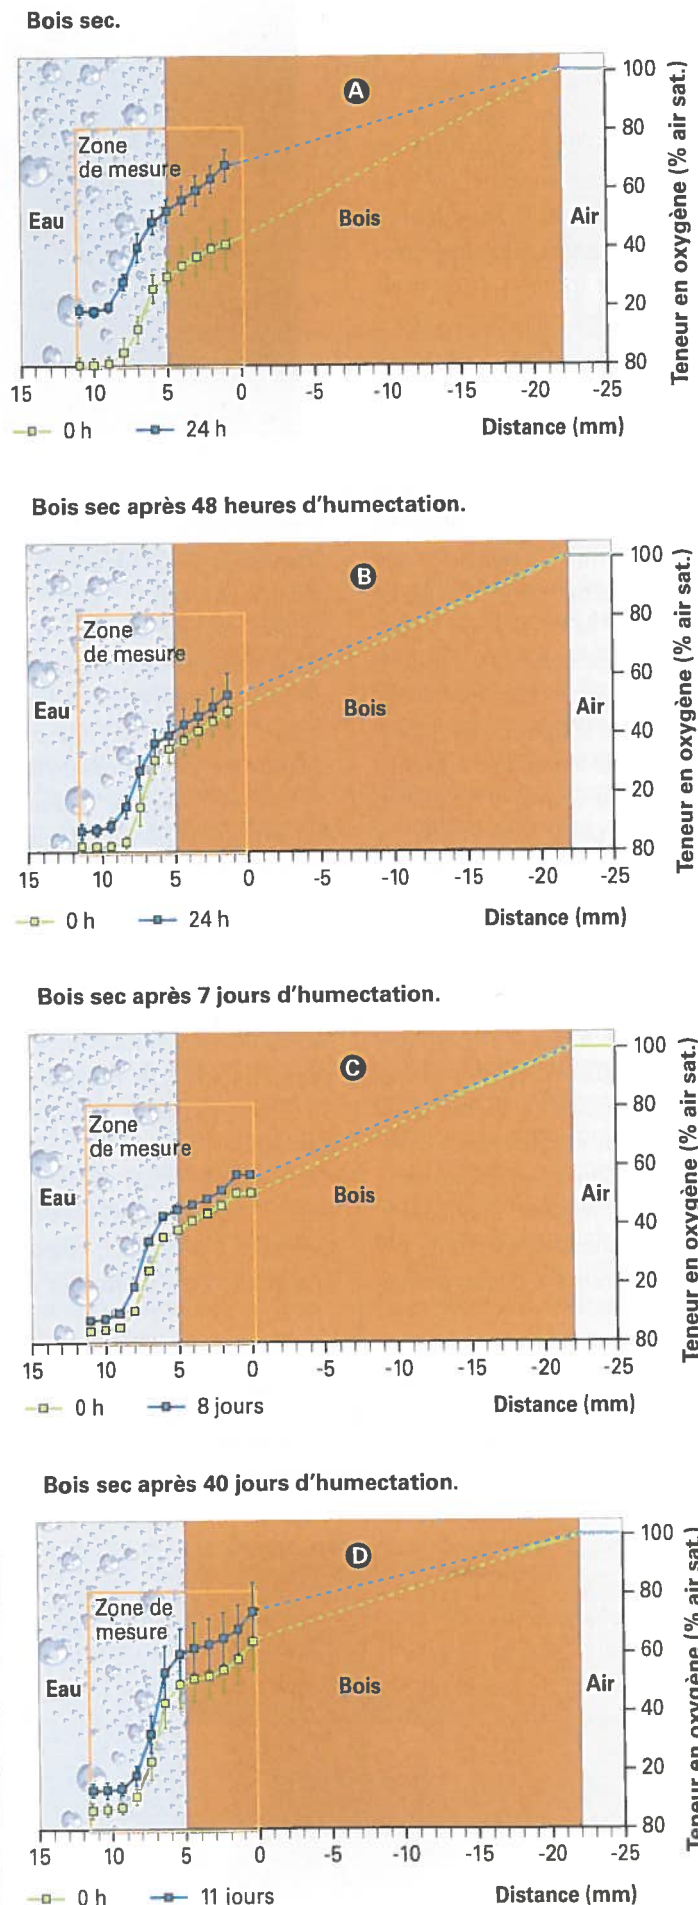 Bois sec.
A
Zone
de mesure
Eau
Bois
Air
100
80
60
40
20
80
Teneur en oxygène (% air sat.)
15 10 5 0 -5 -10 -15 -20 -25
0 h 24 h
Distance (mm)
Bois sec après 48 heures d'humectation.
B
Zone
de mesure
Eau
Bois
Air
100
80
60
40
20
80
Teneur en oxygène (% air sat.)
15 10 5 0 -5 -10 -15 -20 -25
0 h 24 h
Distance (mm)
Bois sec après 7 jours d'humectation.
C
Zone
de mesure
Eau
Bois
Air
100
80
60
40
20
80
Teneur en oxygène (% air sat.)
15 10 5 0 -5 -10 -15 -20 -25
0 h 8 jours
Distance (mm)
Bois sec après 40 jours d'humectation.
D
Zone de
mesure
Eau
Bois
Air
100
80
60
40
20
80
Teneur en oxygène (% air sat.)
15 10 5 0 -5 -10 -15 -20 -25
0 h 11 jours
Distance (mm)